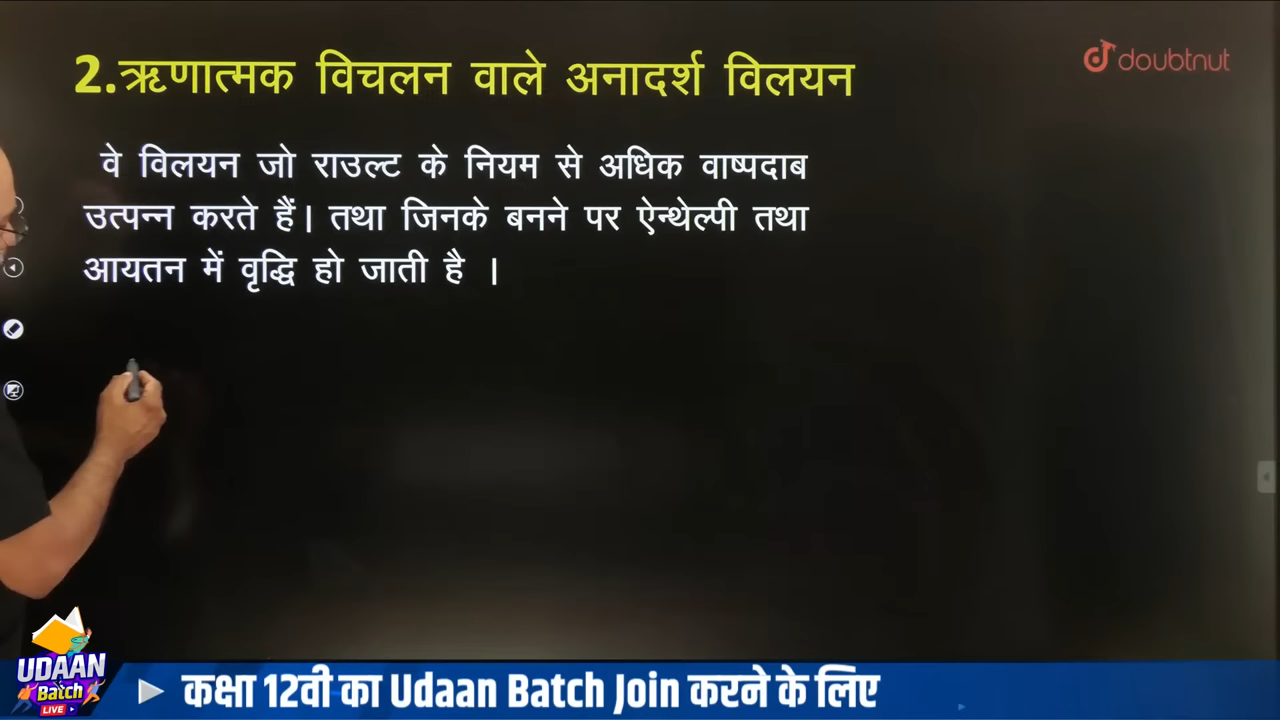 2.ऋणात्मक विचलन वाले अनादर्श विलयन
doubtnut
वे विलयन जो राउल्ट के नियम से अधिक वाष्पदाब
उत्पन्न करते हैं। तथा जिनके बनने पर ऐन्थेल्पी तथा
आयतन में वृद्धि हो जाती है ।
UDAAN
Batch
LIVE
कक्षा 12वी का Udaan Batch Join करने के लिए